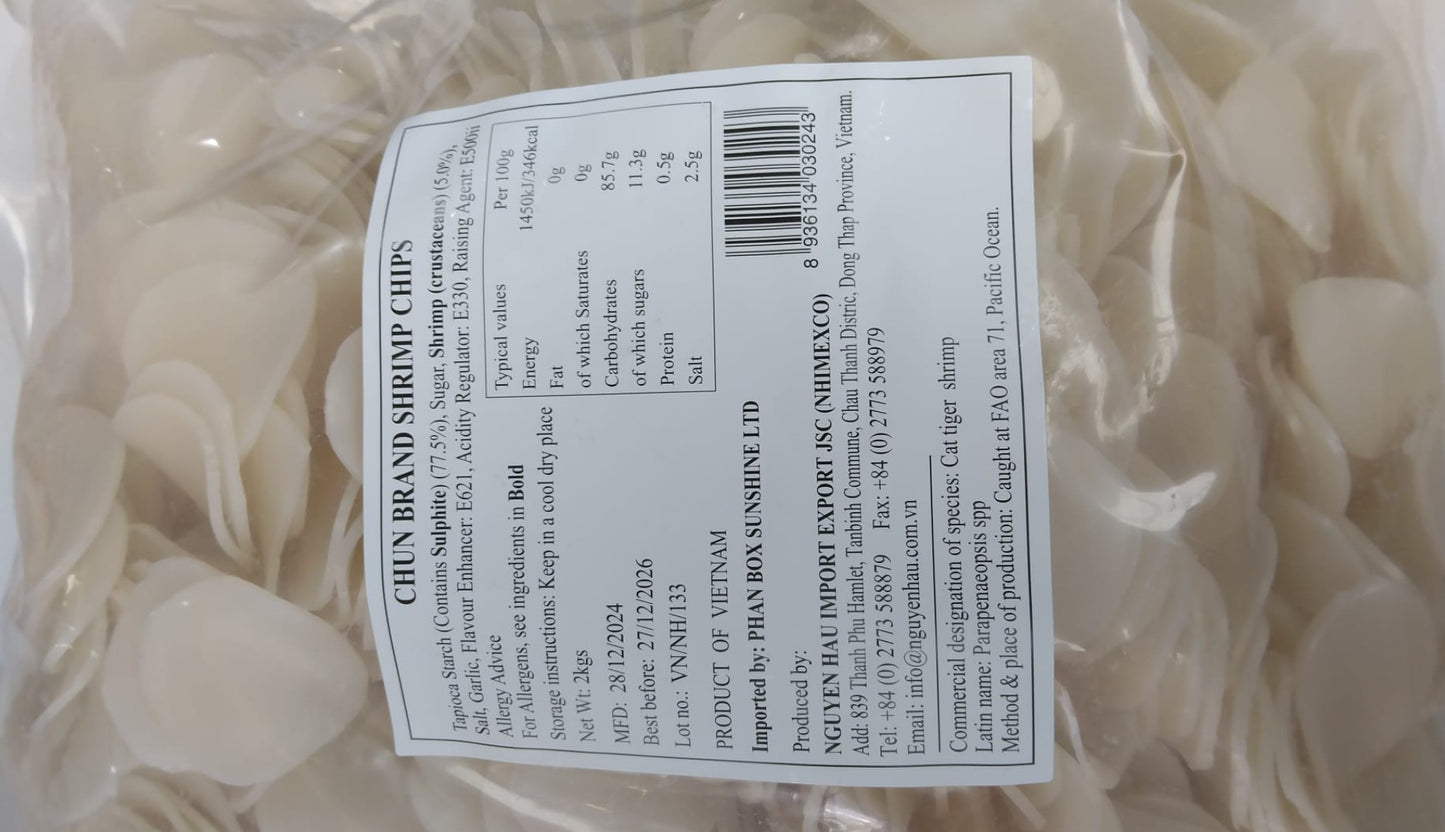 CHUN BRAND SHRIMP CHIPS
Tapioca Starch (Contains Sulphite) (77.5%), Sugar, Shrimp (crustaceans) (5.0%),
Salt, Garlic, Flavour Enhancer: E621, Acidity Regulator: E330, Raising Agent: E500ii
Allergy Advice
For Allergens, see ingredients in Bold
Storage instructions: Keep in a cool dry place
Net Wt: 2kgs
MFD: 28/12/2024
Best before: 27/12/2026
Lot no.: VN/NH/133
Typical values Per 100g
Energy 1450kJ/346kcal
Fat 0g
of which Saturates 0g
Carbohydrates 85.7g
of which sugars 11.3g
Protein 0.5g
Salt 2.5g
PRODUCT OF VIETNAM
Imported by: PHAN BOX SUNSHINE LTD
8 936134 030243
Produced by:
NGUYEN HAU IMPORT EXPORT JSC (NHIMEXCO)
Add: 839 Thanh Phu Hamlet, Tanbinh Commune, Chau Thanh Distric, Dong Thap Province, Vietnam.
Tel: +84 (0) 2773 588879 Fax: +84 (0) 2773 588979
Email: info@nguyenhau.com.vn
Commercial designation of species: Cat tiger shrimp
Latin name: Parapenaeopsis spp
Method & place of production: Caught at FAO area 71, Pacific Ocean.